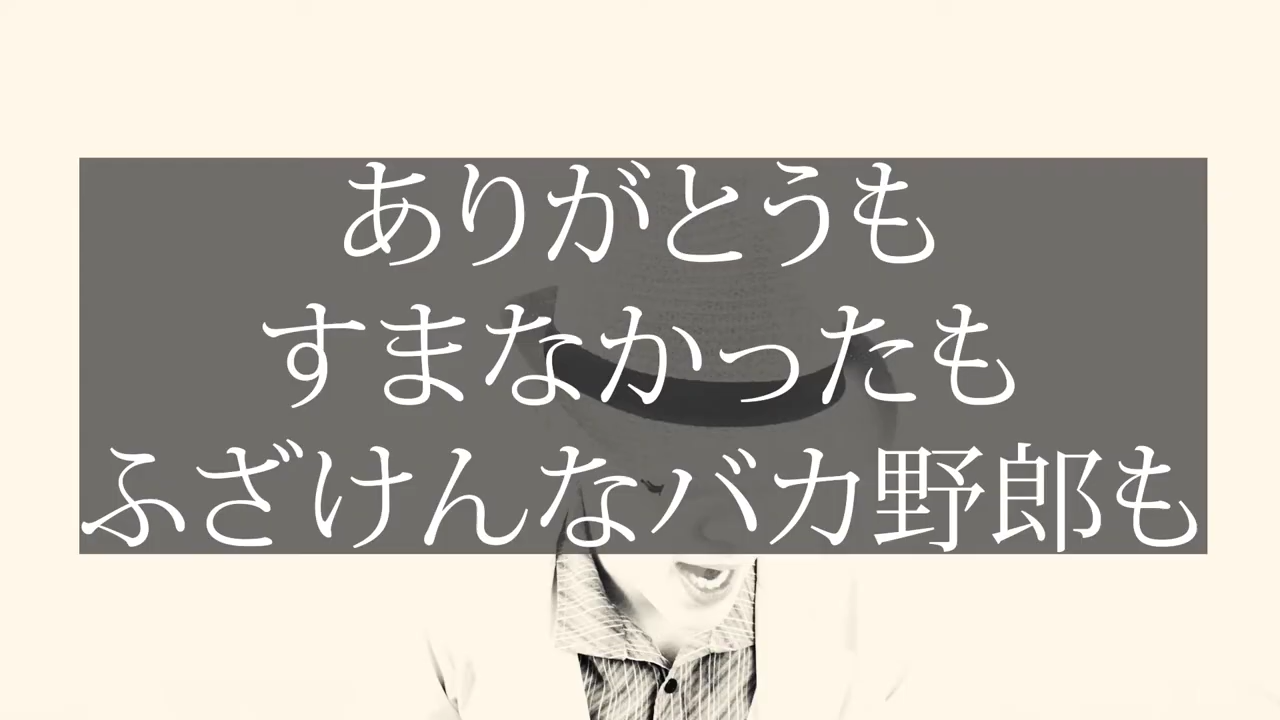 ありがとうも
すまなかったも
ふざけんなバカ野郎も